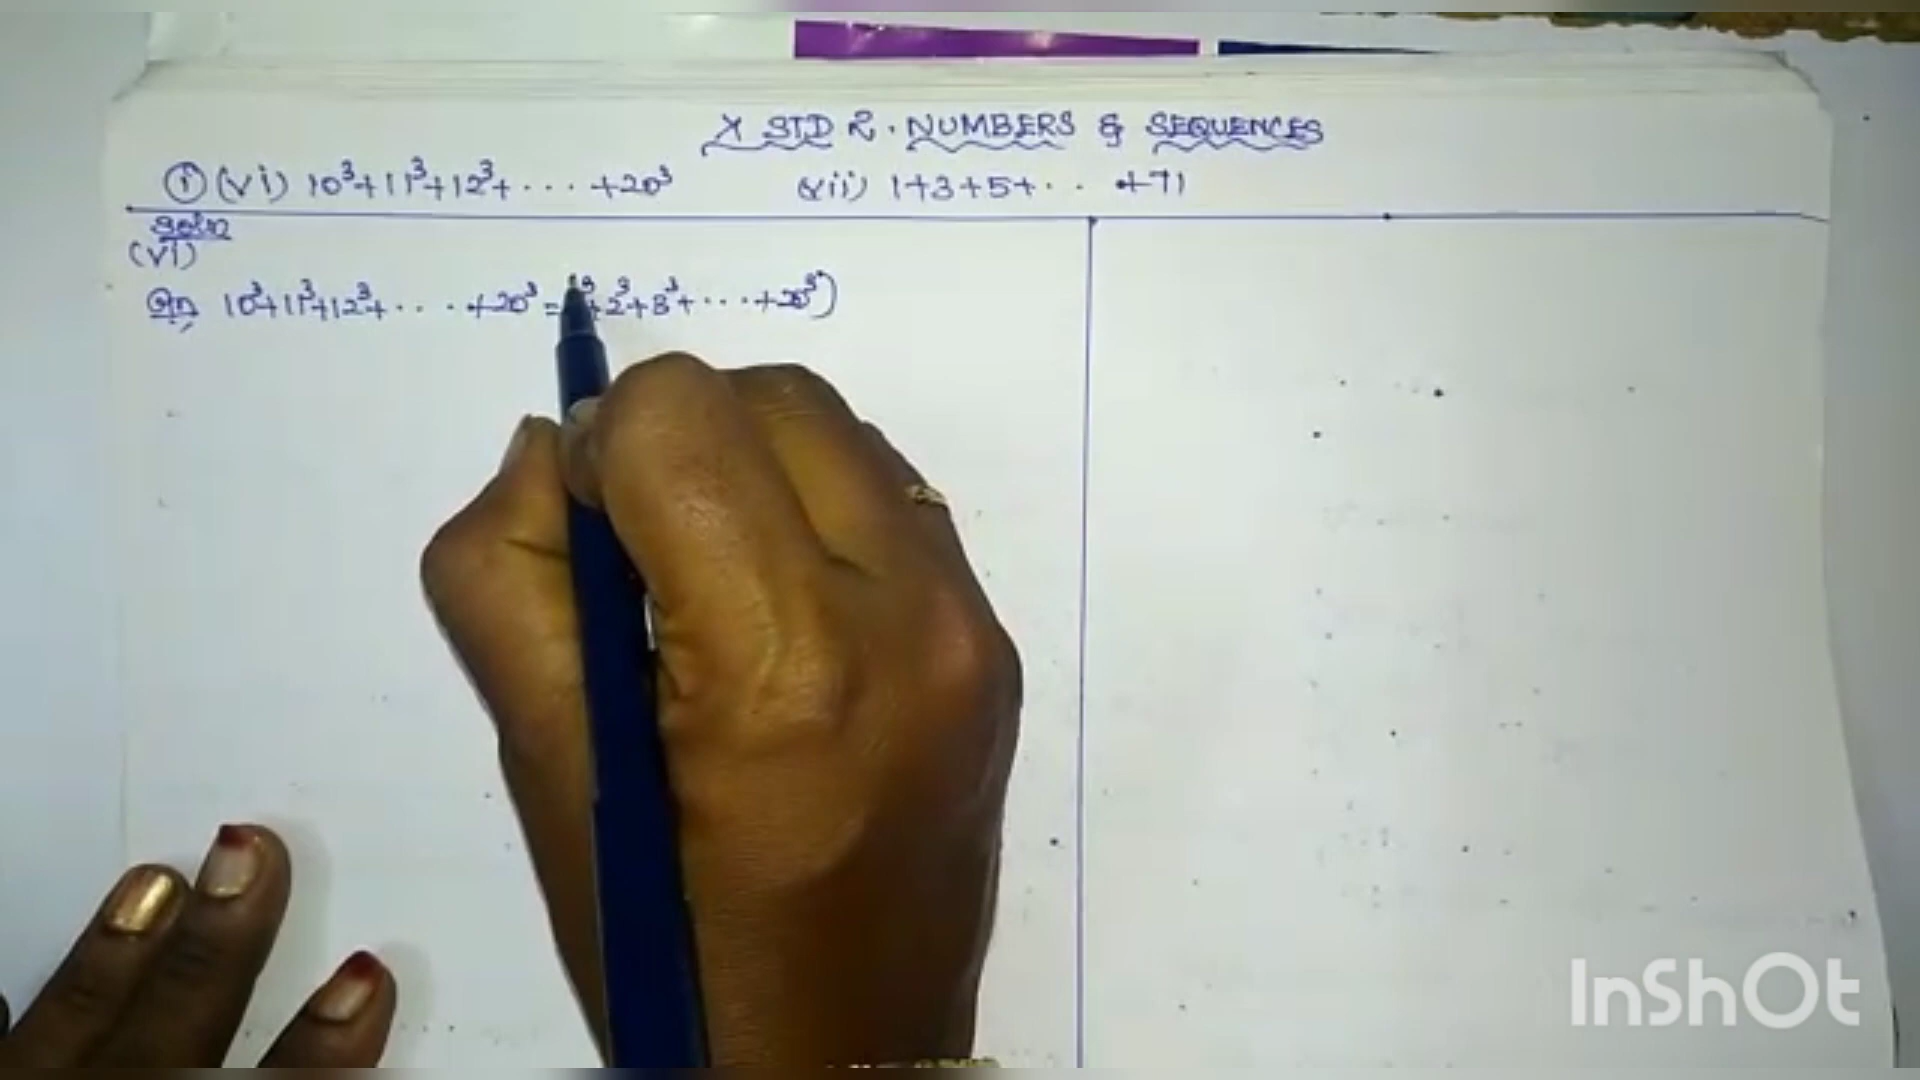 X STD 2. NUMBERS & SEQUENCES
① (vi) 10³+11³+12³+ .... +20³ (vii) 1+3+5+... +71
Soln
(vi)
10³+11³+12³+ .... +20³ = +2³+3³+ .... +20³)
InShOt